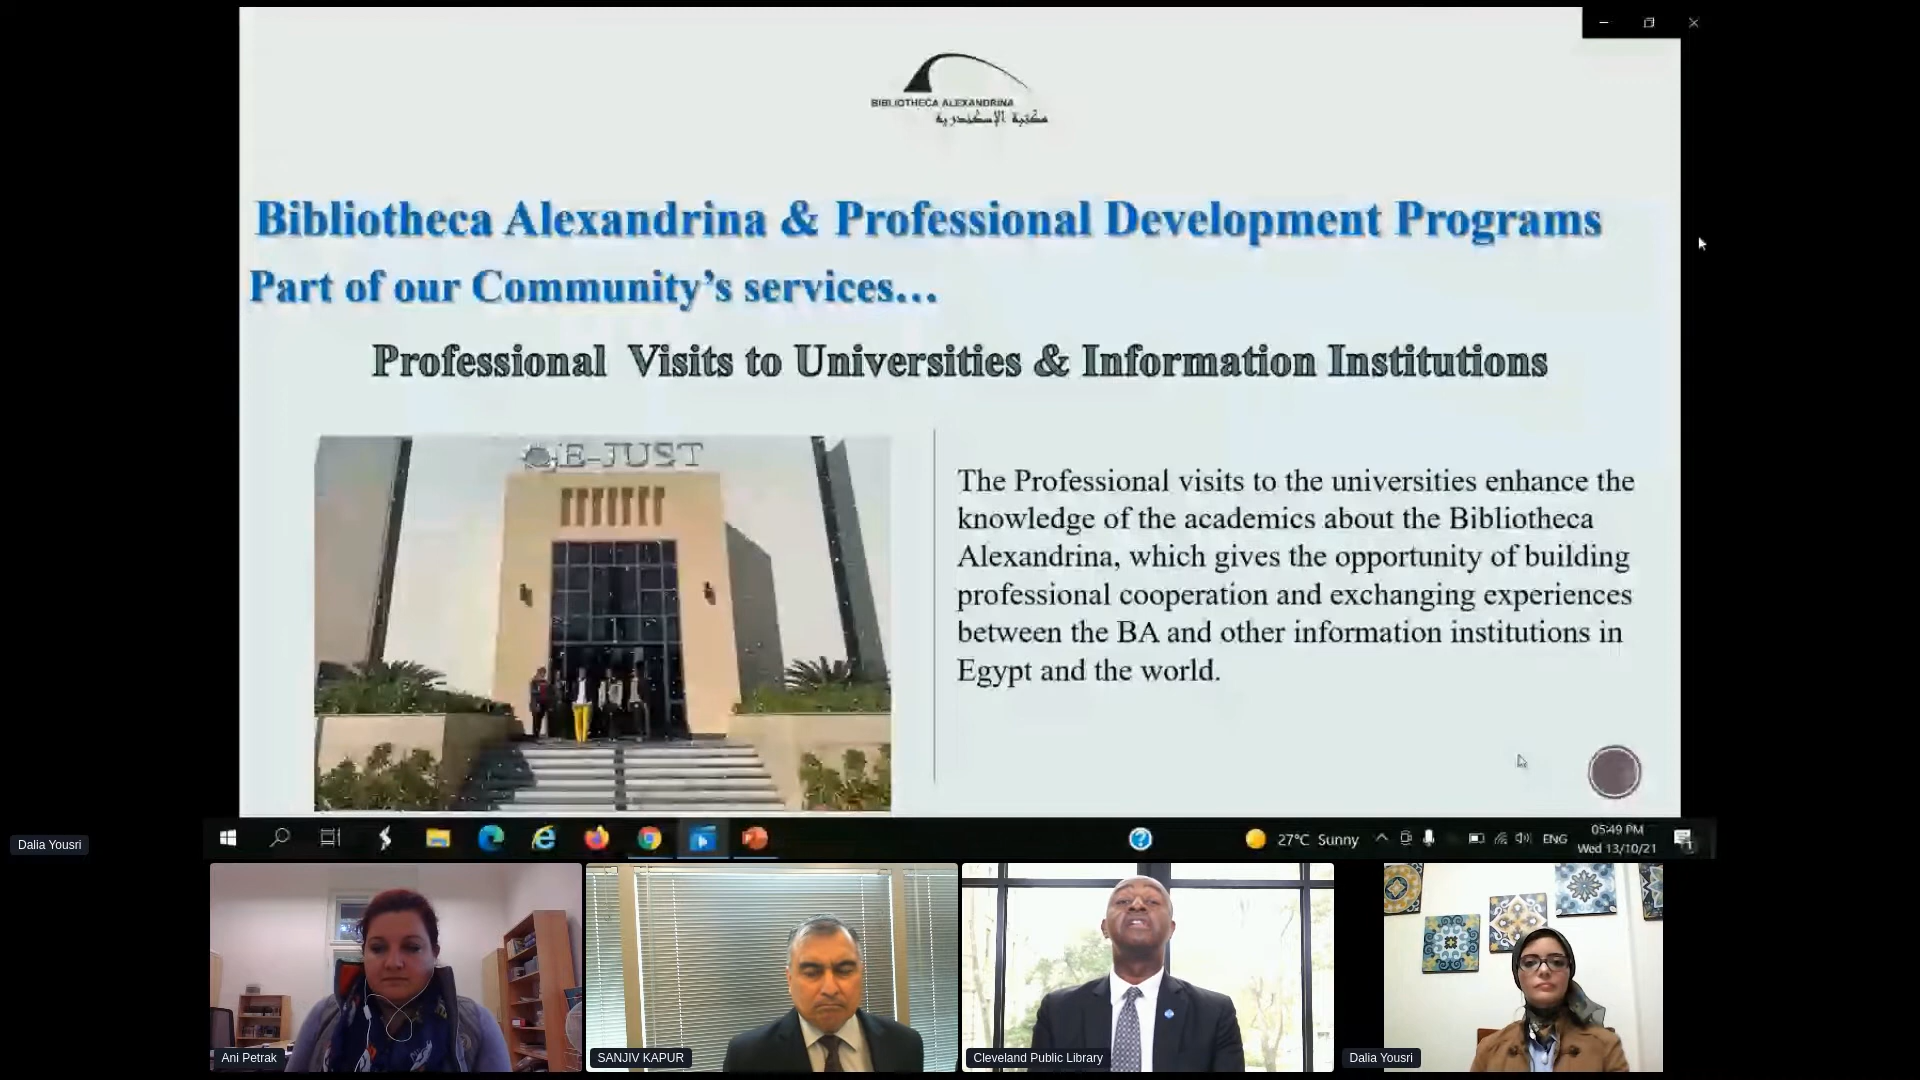 BIBLIOTHECA ALEXANDRINA
مكتبة الإسكندرية
Bibliotheca Alexandrina & Professional Development Programs
Part of our Community’s services…
Professional Visits to Universities & Information Institutions
E-JUST
The Professional visits to the universities enhance the
knowledge of the academics about the Bibliotheca
Alexandrina, which gives the opportunity of building
professional cooperation and exchanging experiences
between the BA and other information institutions in
Egypt and the world.
27°C Sunny
ENG
05:49 PM
Wed 13/10/21
Dalia Yousri
Ani Petrak
SANJIV KAPUR
Cleveland Public Library
Dalia Yousri